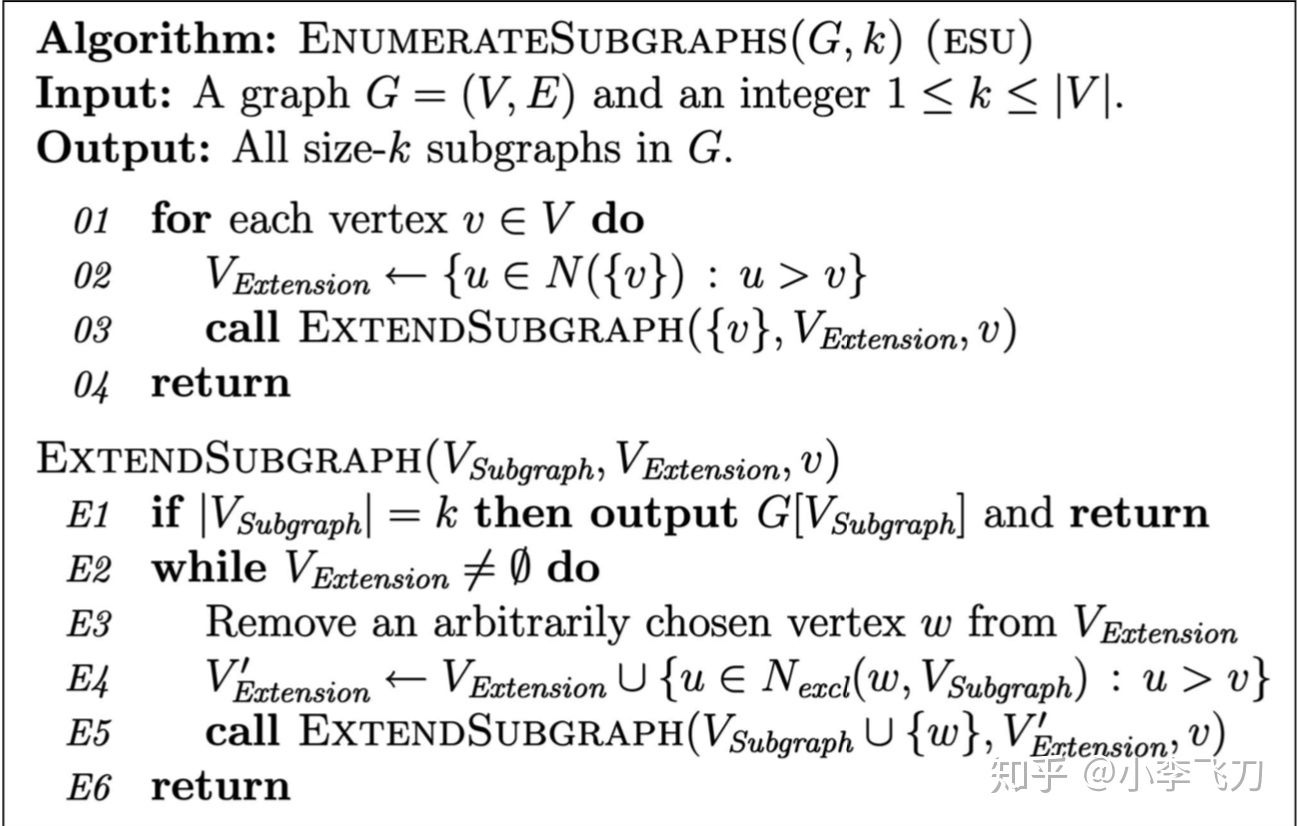 Algorithm: ENUMERATESUBGRAPHS(G, k) (ESU)
Input: A graph G = (V, E) and an integer 1 ≤ k ≤ |V|.
Output: All size-k subgraphs in G.
01 for each vertex v ∈ V do
02 V_Extension ← {u ∈ N({v}) : u > v}
03 call EXTENDSUBGRAPH({v}, V_Extension, v)
04 return
EXTENDSUBGRAPH(V_Subgraph, V_Extension, v)
E1 if |V_Subgraph| = k then output G[V_Subgraph] and return
E2 while V_Extension ≠ ∅ do
E3 Remove an arbitrarily chosen vertex w from V_Extension
E4 V′_Extension ← V_Extension ∪ {u ∈ N_excl(w, V_Subgraph) : u > v}
E5 call EXTENDSUBGRAPH(V_Subgraph ∪ {w}, V′_Extension, v)
E6 return
知乎 @小李飞刀